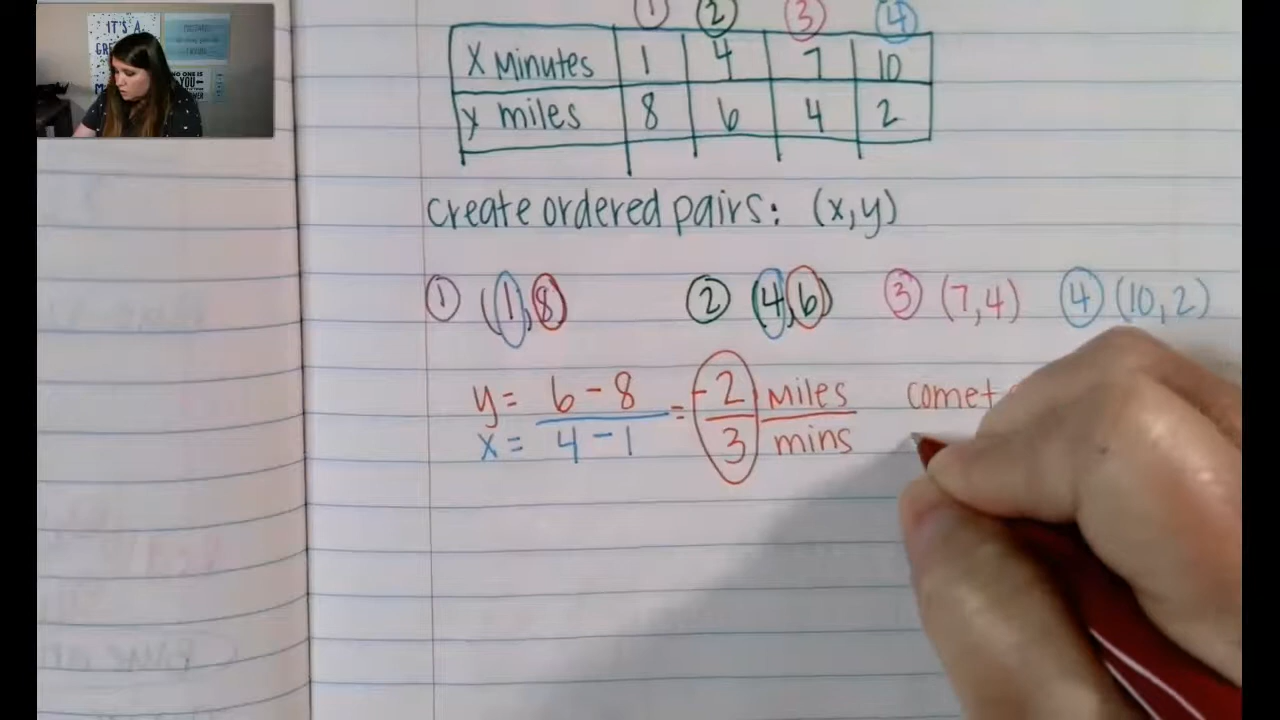 IT'S A
① ② ③ ④
X Minutes 1 4 7 10
y miles 8 6 4 2
create ordered pairs: (x,y)
① (1,8) ② (4,6) ③ (7,4) ④ (10,2)
y= 6-8 = -2 Miles comet
x= 4-1 3 mins